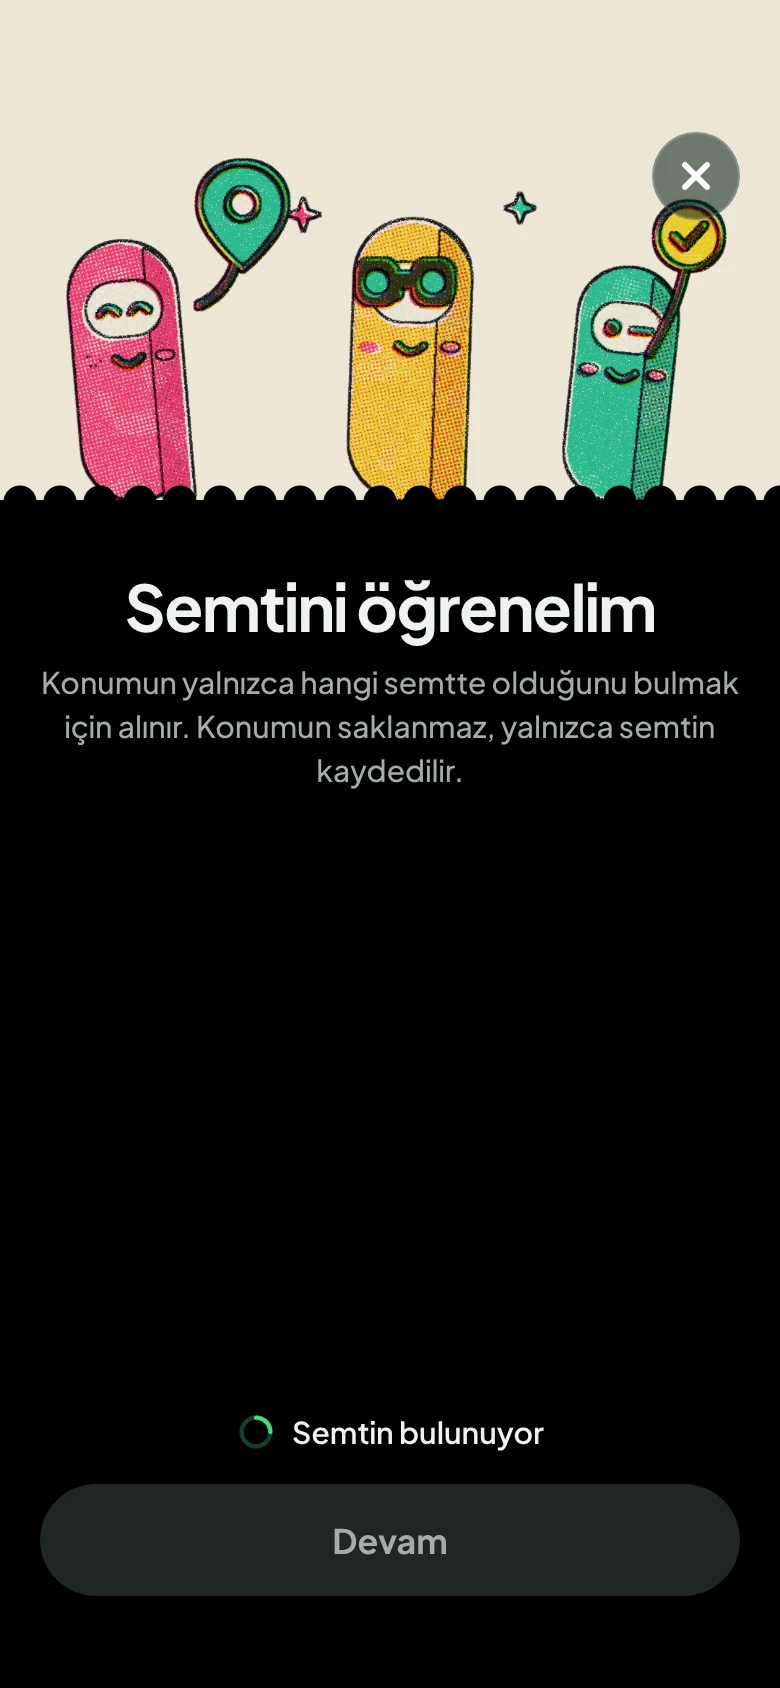 Semtini öğrenelim
Konumun yalnızca hangi semtte olduğunu bulmak
için alınır. Konumun saklanmaz, yalnızca semtin
kaydedilir.
Semtin bulunuyor
Devam